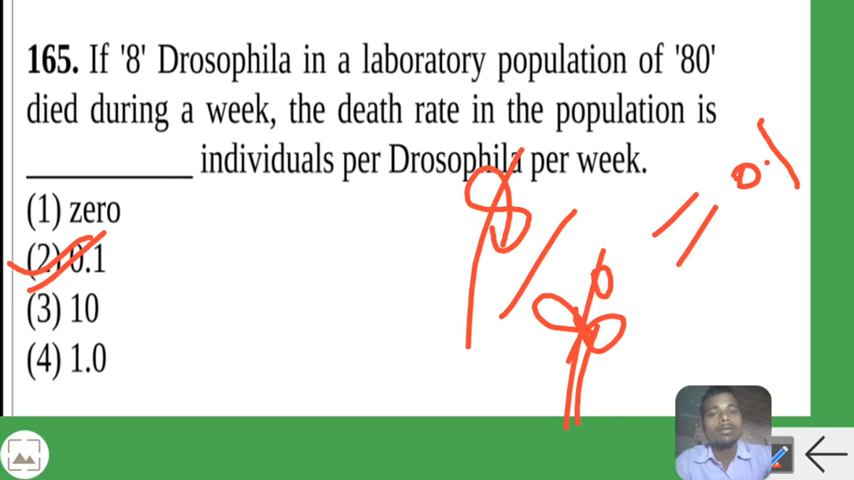 165. If '8' Drosophila in a laboratory population of '80'
died during a week, the death rate in the population is
__________ individuals per Drosophila per week.
(1) zero
(2) 0.1
(3) 10
(4) 1.0
8/80 = 0.1